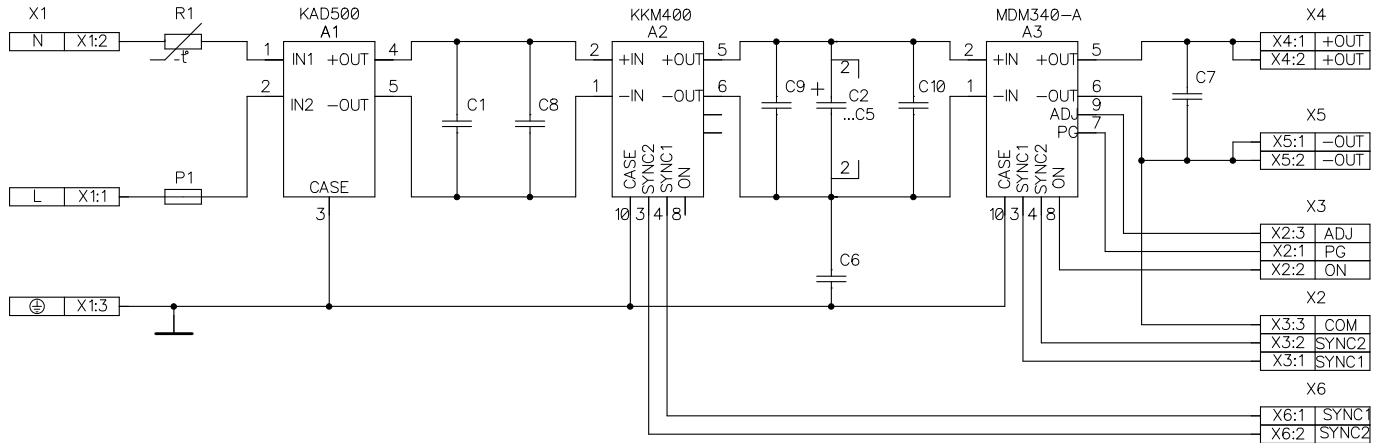 X1
R1
KAD500
A1
KKM400
A2
MDM340-A
A3
X4
N X1:2
-t°
1 IN1 +OUT 4
2 IN2 -OUT 5
CASE
3
C1
C8
2 +IN +OUT 5
1 -IN -OUT 6
CASE SYNC2 SYNC1 ON
10 3 4 8
C9
+
2
C2
...C5
2
C10
C6
2 +IN +OUT 5
1 -IN -OUT 6
ADJ 9
PG 7
CASE SYNC1 SYNC2 ON
10 3 4 8
C7
X4:1 +OUT
X4:2 +OUT
X5
X5:1 -OUT
X5:2 -OUT
L X1:1
P1
X3
X2:3 ADJ
X2:1 PG
X2:2 ON
X1:3
X2
X3:3 COM
X3:2 SYNC2
X3:1 SYNC1
X6
X6:1 SYNC1
X6:2 SYNC2